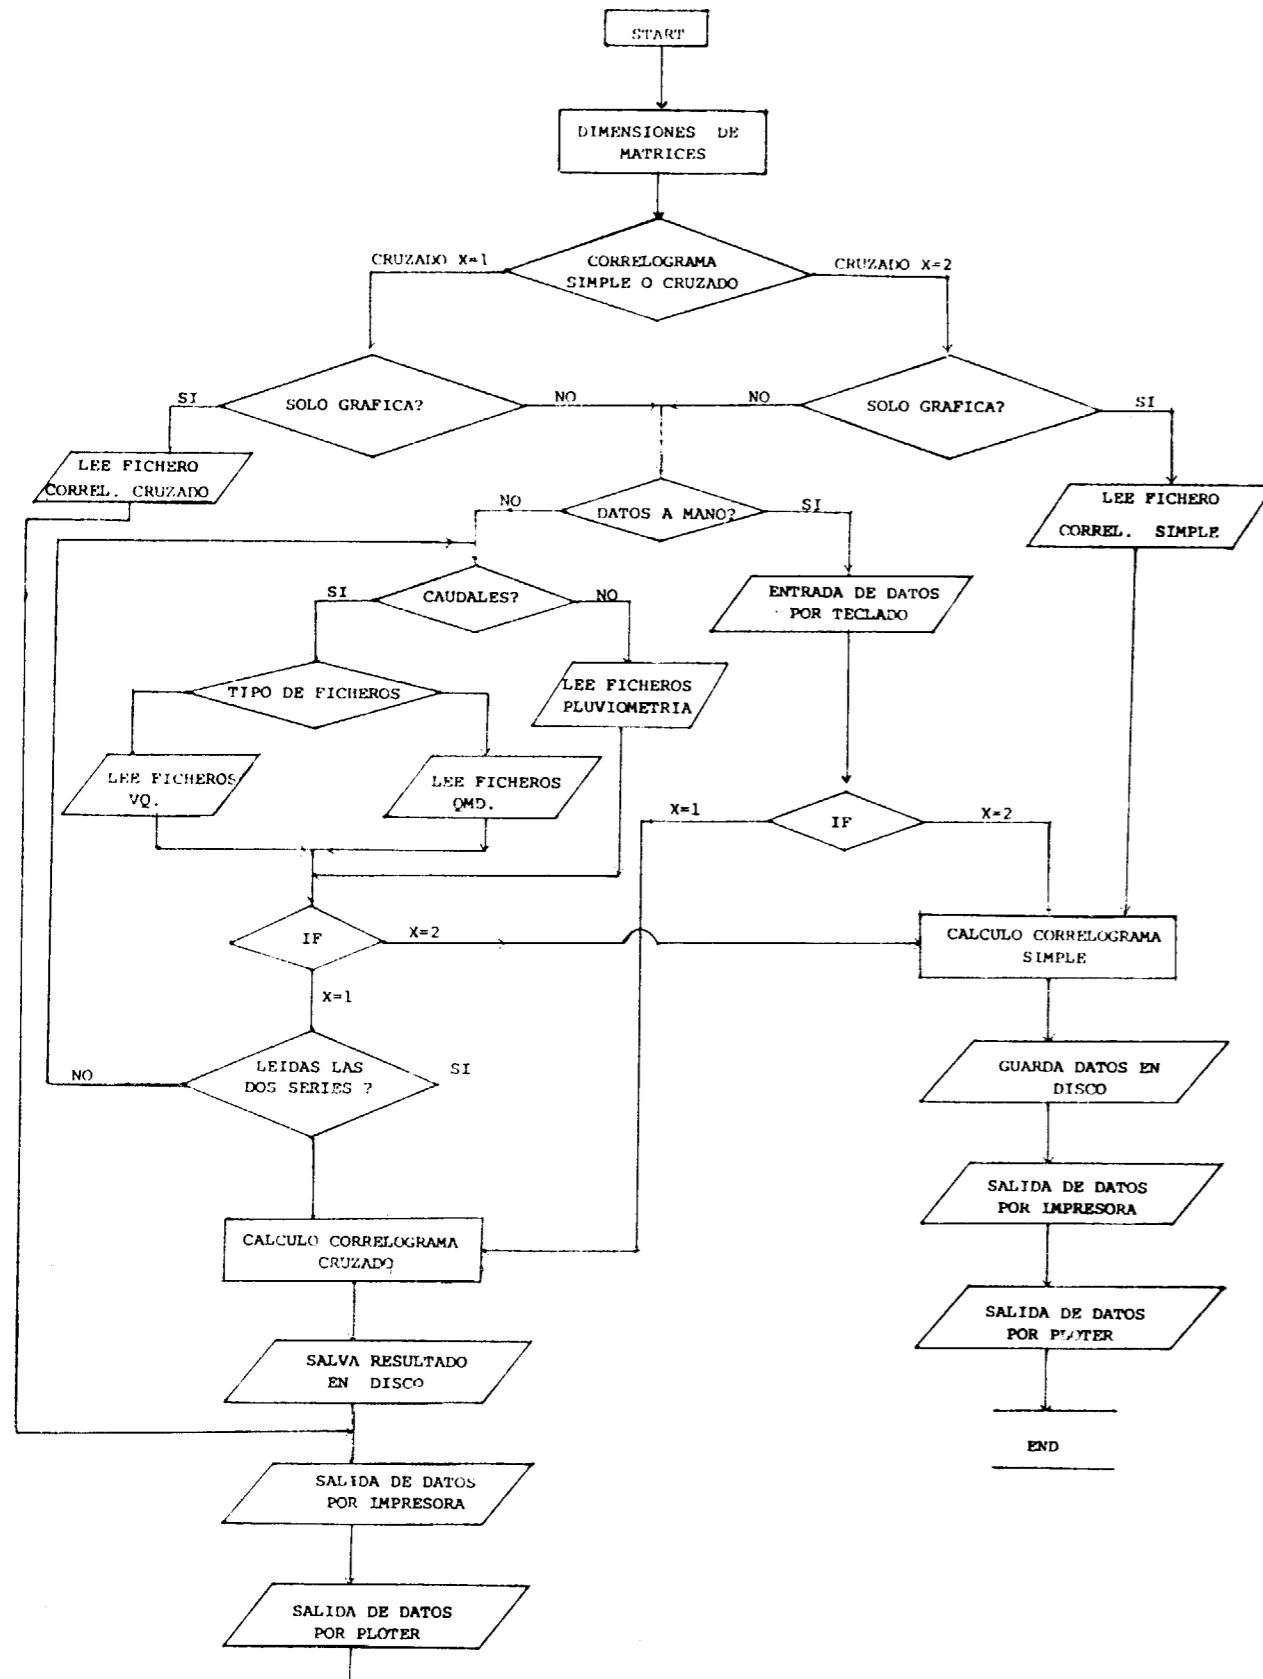 START
DIMENSIONES DE
MATRICES
CRUZADO X=1
CORRELOGRAMA
SIMPLE O CRUZADO
CRUZADO X=2
SI
SOLO GRAFICA?
NO
NO
SOLO GRAFICA?
SI
LEE FICHERO
CORREL. CRUZADO
NO
DATOS A MANO?
SI
LEE FICHERO
CORREL. SIMPLE
SI
CAUDALES?
NO
ENTRADA DE DATOS
POR TECLADO
TIPO DE FICHEROS
LEE FICHEROS
PLUVIOMETRIA
LEE FICHEROS
VQ.
LEE FICHEROS
QMD.
X=1
IF
X=2
IF
X=2
CALCULO CORRELOGRAMA
SIMPLE
X=1
NO
LEIDAS LAS
DOS SERIES ?
SI
GUARDA DATOS EN
DISCO
SALIDA DE DATOS
POR IMPRESORA
CALCULO CORRELOGRAMA
CRUZADO
SALIDA DE DATOS
POR PLOTER
SALVA RESULTADO
EN DISCO
END
SALIDA DE DATOS
POR IMPRESORA
SALIDA DE DATOS
POR PLOTER